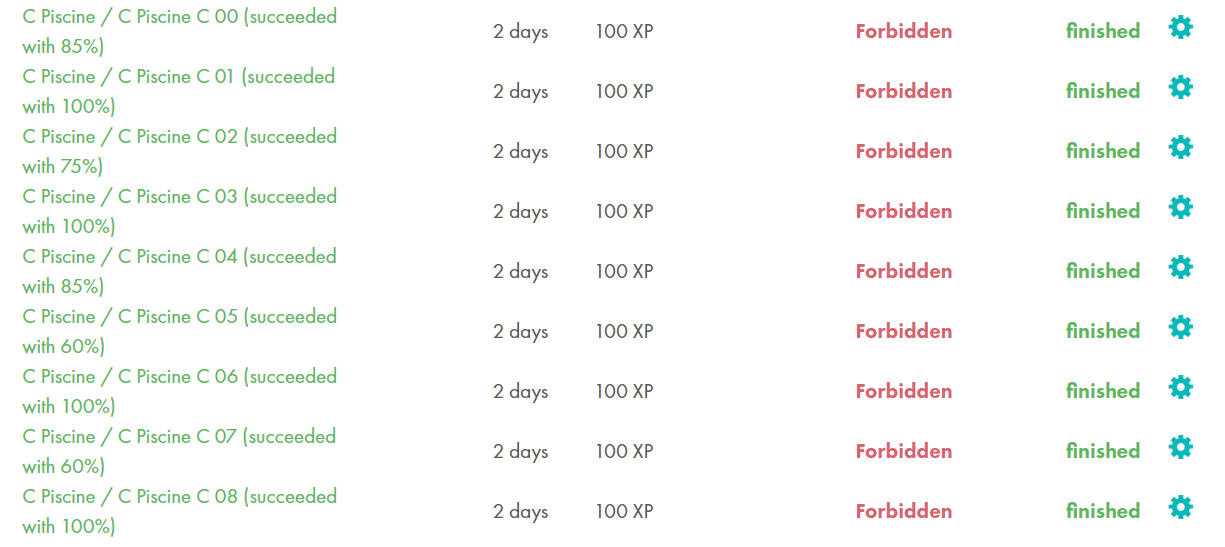 C Piscine / C Piscine C 00 (succeeded
with 85%)
2 days 100 XP Forbidden finished
C Piscine / C Piscine C 01 (succeeded
with 100%)
2 days 100 XP Forbidden finished
C Piscine / C Piscine C 02 (succeeded
with 75%)
2 days 100 XP Forbidden finished
C Piscine / C Piscine C 03 (succeeded
with 100%)
2 days 100 XP Forbidden finished
C Piscine / C Piscine C 04 (succeeded
with 85%)
2 days 100 XP Forbidden finished
C Piscine / C Piscine C 05 (succeeded
with 60%)
2 days 100 XP Forbidden finished
C Piscine / C Piscine C 06 (succeeded
with 100%)
2 days 100 XP Forbidden finished
C Piscine / C Piscine C 07 (succeeded
with 60%)
2 days 100 XP Forbidden finished
C Piscine / C Piscine C 08 (succeeded
with 100%)
2 days 100 XP Forbidden finished